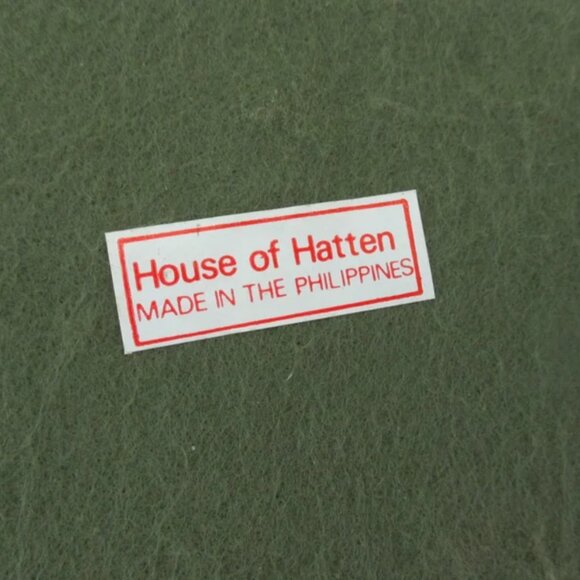 House of Hatten
MADE IN THE PHILIPPINES